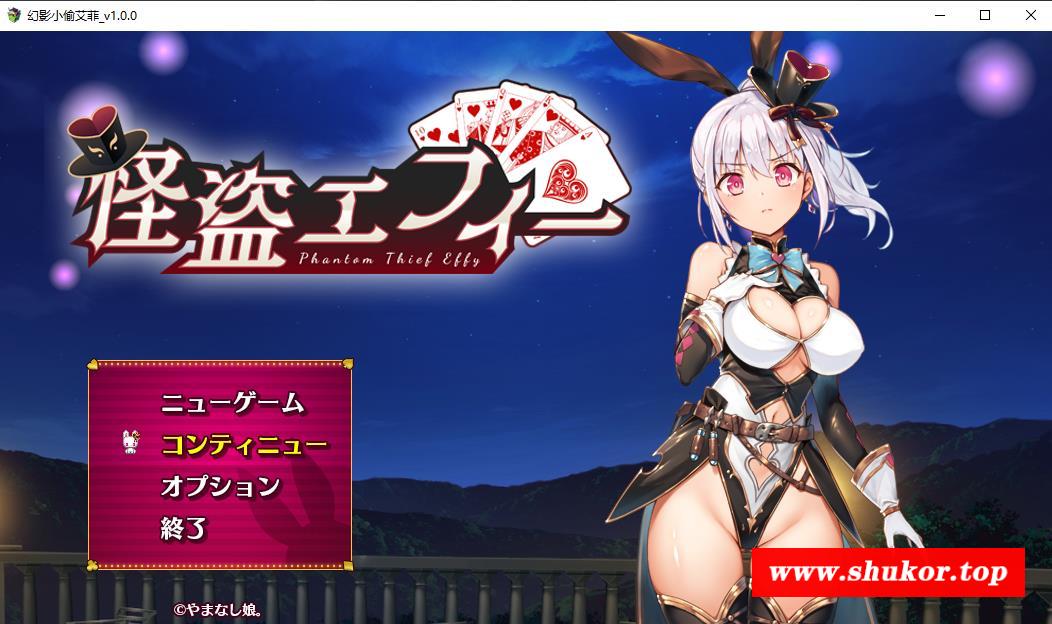 幻影小偷艾菲_v1.0.0
怪盗エフィー
Phantom Thief Effy
ニューゲーム
コンティニュー
オプション
終了
©やまなし娘。
www.shukor.top